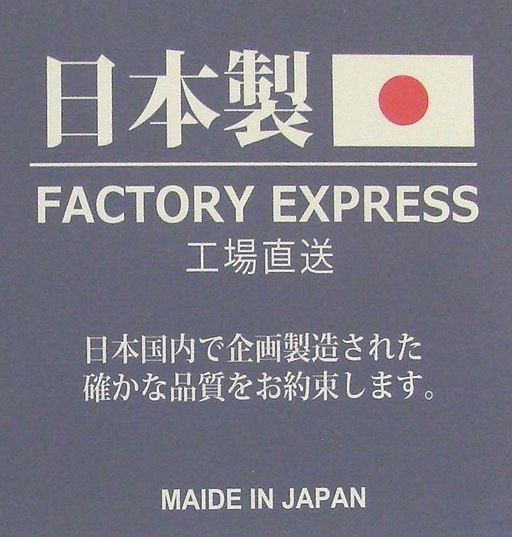 日本製
FACTORY EXPRESS
工場直送
日本国内で企画製造された
確かな品質をお約束します。
MAIDE IN JAPAN